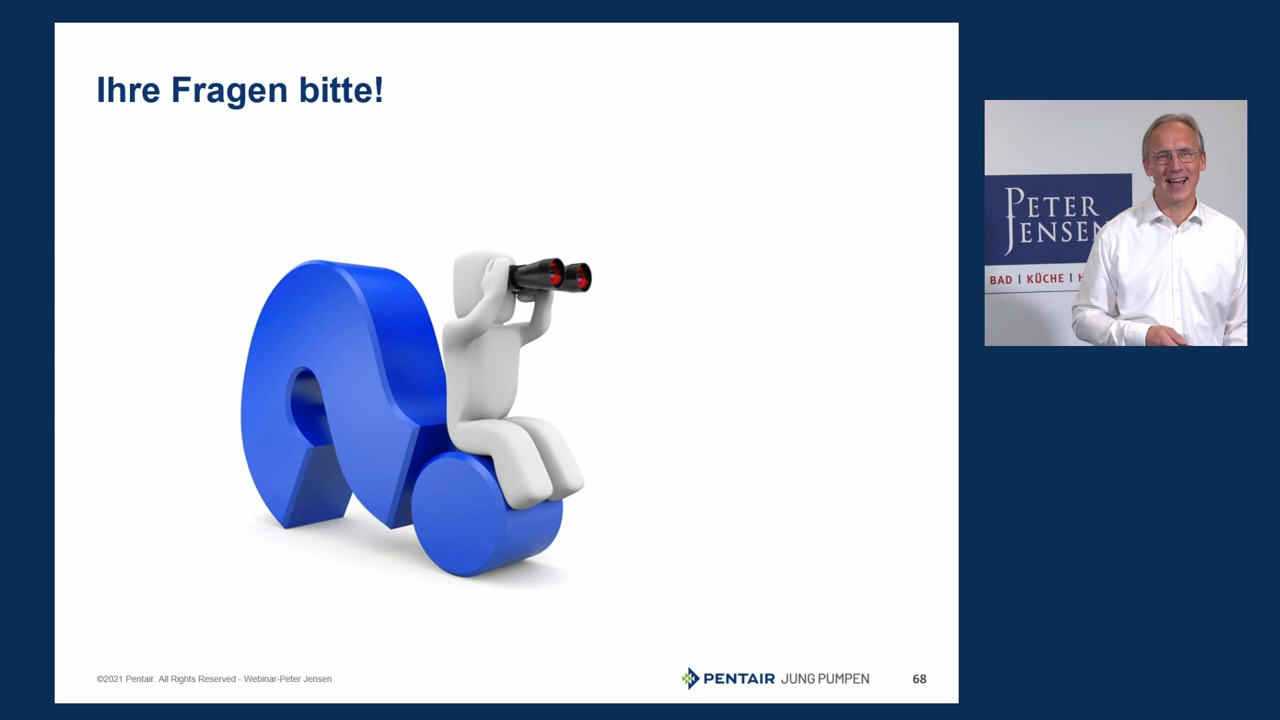 Ihre Fragen bitte!
PETER
JENSEN
BAD | KÜCHE | H
©2021 Pentair. All Rights Reserved - Webinar-Peter Jensen
PENTAIR JUNG PUMPEN
68